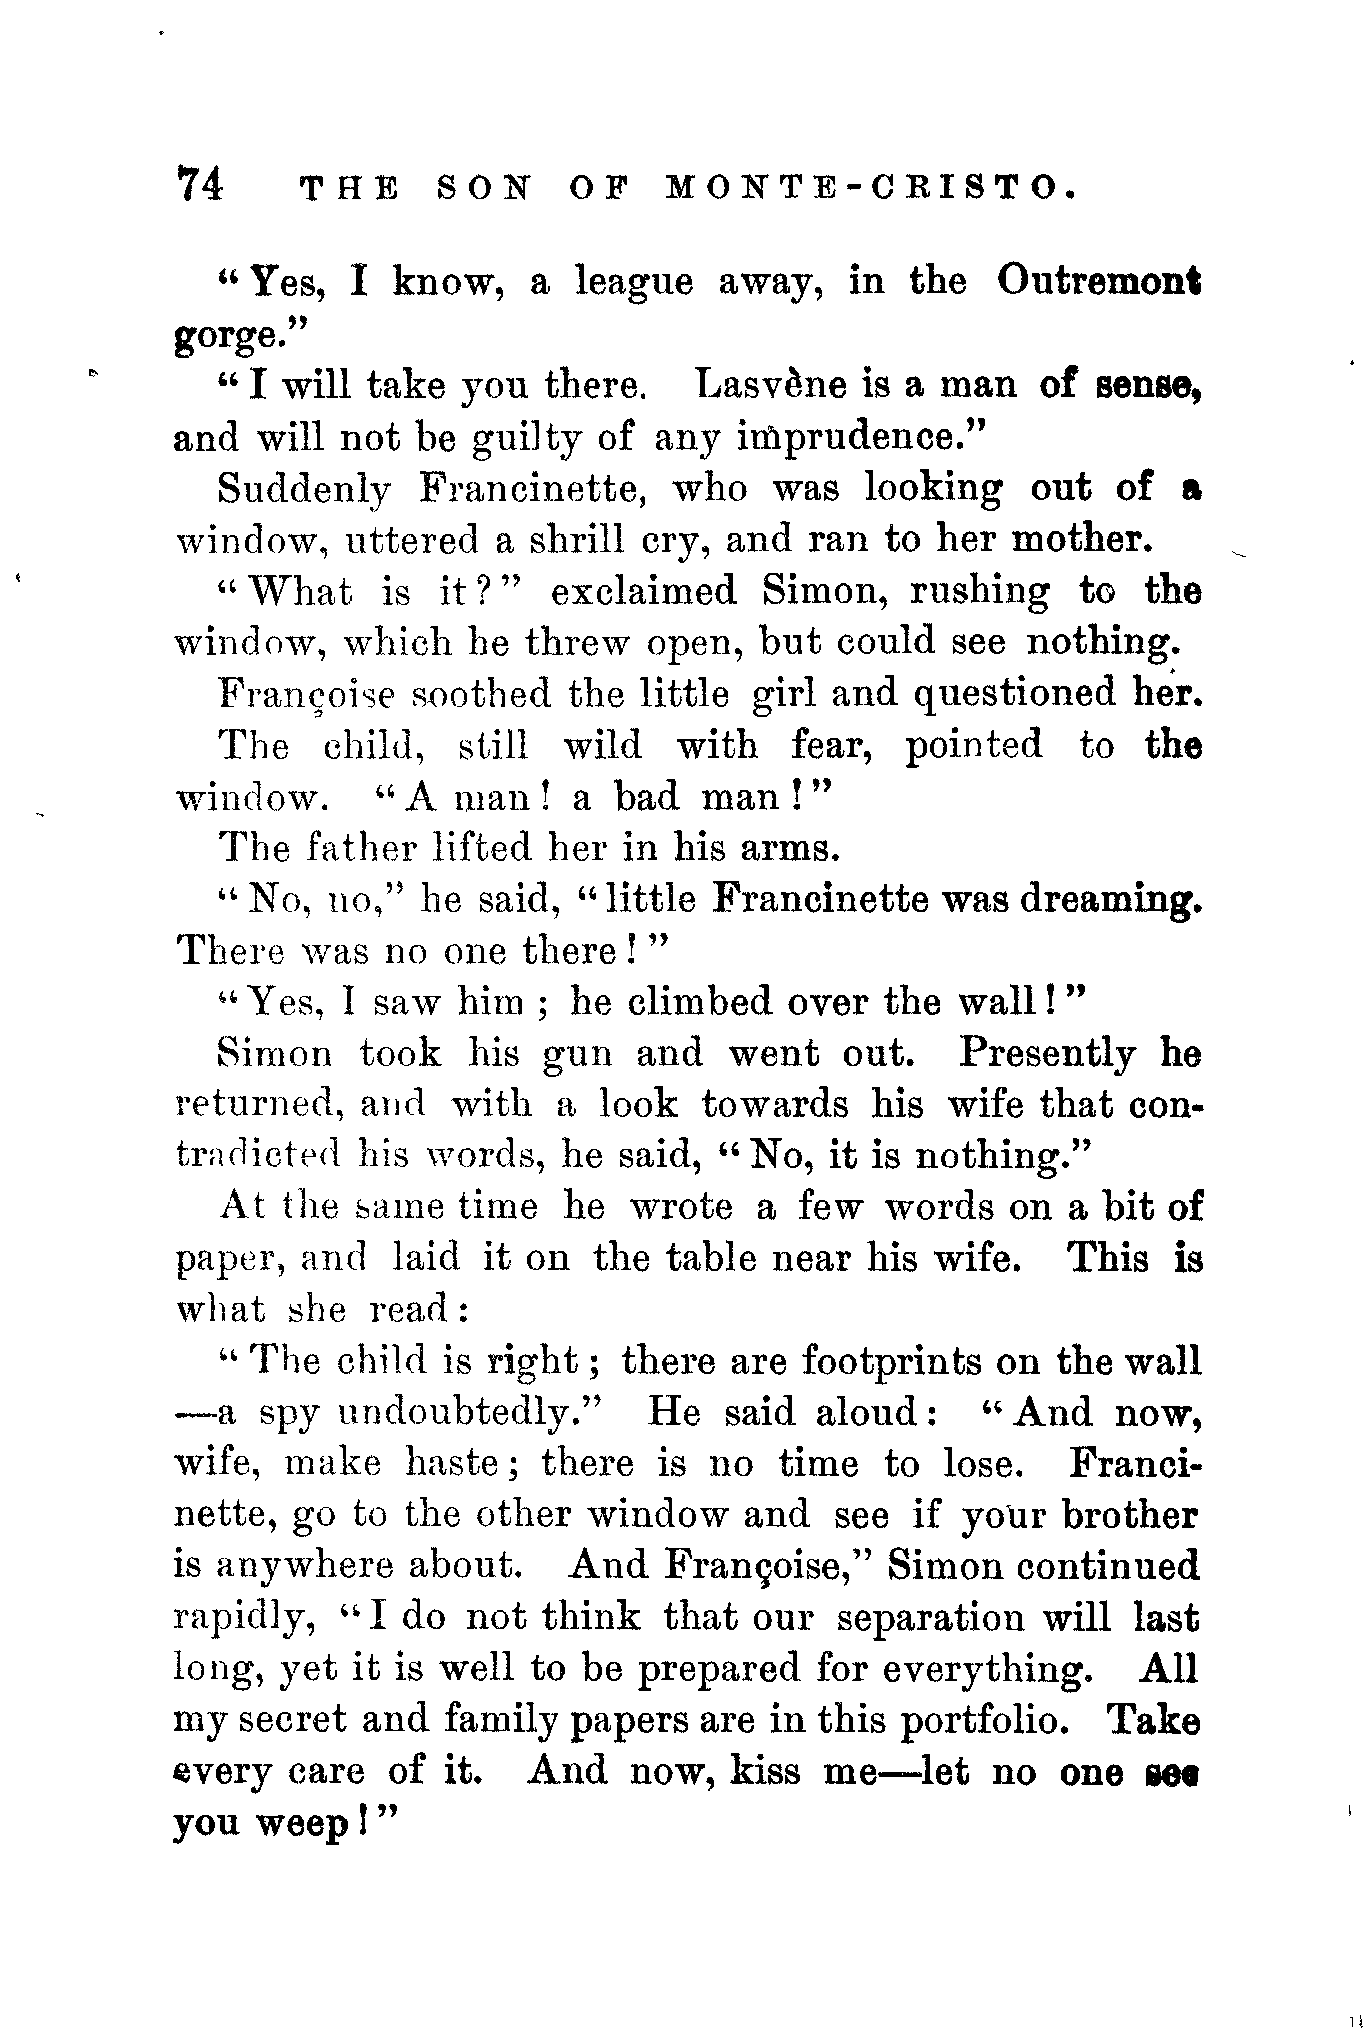 74 THE SON OF MONTE-CRISTO.
“Yes, I know, a league away, in the Outremont
gorge.”
“I will take you there. Lasvène is a man of sense,
and will not be guilty of any imprudence.”
Suddenly Francinette, who was looking out of a
window, uttered a shrill cry, and ran to her mother.
“What is it?” exclaimed Simon, rushing to the
window, which he threw open, but could see nothing.
Françoise soothed the little girl and questioned her.
The child, still wild with fear, pointed to the
window. “A man! a bad man!”
The father lifted her in his arms.
“No, no,” he said, “little Francinette was dreaming.
There was no one there!”
“Yes, I saw him; he climbed over the wall!”
Simon took his gun and went out. Presently he
returned, and with a look towards his wife that con-
tradicted his words, he said, “No, it is nothing.”
At the same time he wrote a few words on a bit of
paper, and laid it on the table near his wife. This is
what she read:
“The child is right; there are footprints on the wall
—a spy undoubtedly.” He said aloud: “And now,
wife, make haste; there is no time to lose. Franci-
nette, go to the other window and see if your brother
is anywhere about. And Françoise,” Simon continued
rapidly, “I do not think that our separation will last
long, yet it is well to be prepared for everything. All
my secret and family papers are in this portfolio. Take
every care of it. And now, kiss me—let no one see
you weep!”